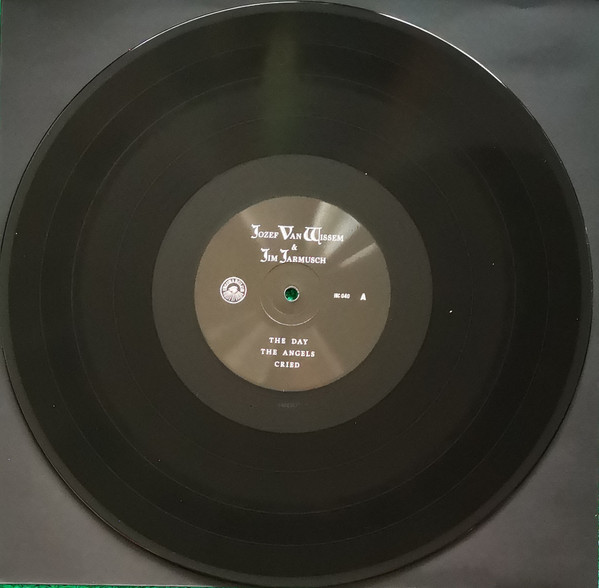 Jozef Van Wissem
&
Jim Jarmusch
A
THE DAY
THE ANGELS
CRIED